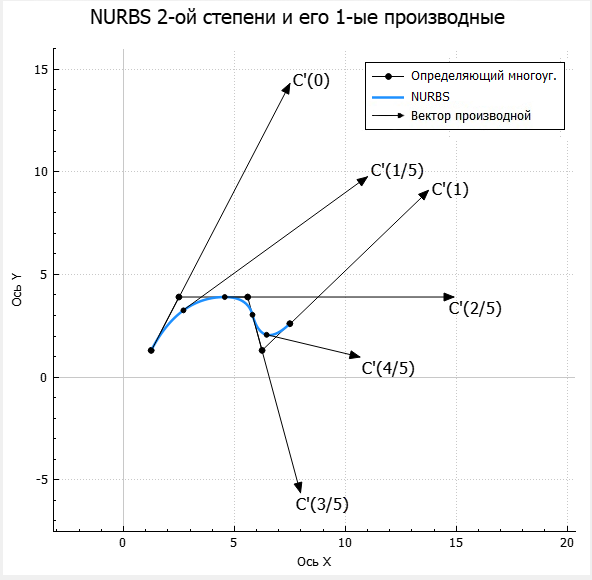 NURBS 2-ой степени и его 1-ые производные
Определяющий многоуг.
NURBS
Вектор производной
C'(0)
C'(1/5)
C'(1)
C'(2/5)
C'(4/5)
C'(3/5)
15
10
5
0
-5
Ось Y
0
5
10
15
20
Ось X